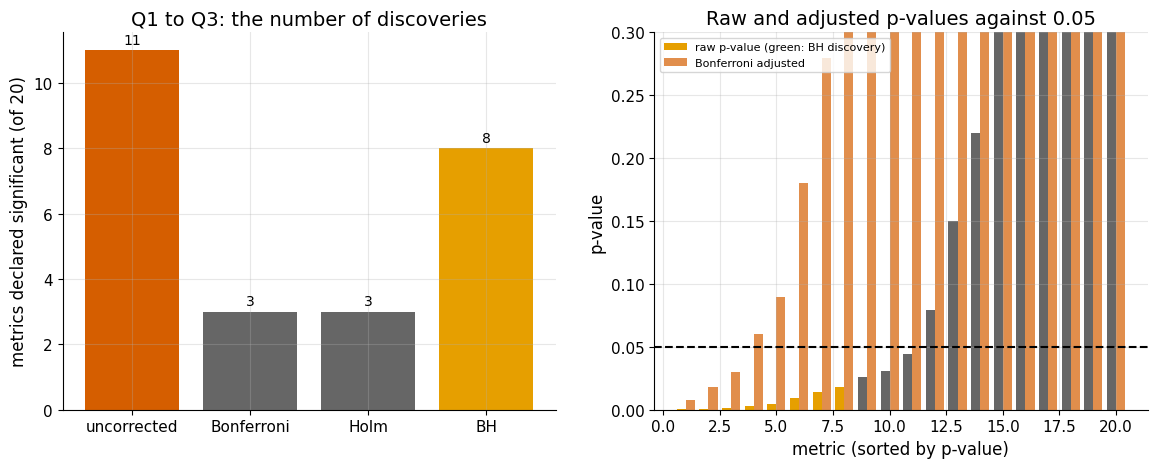 Q1 to Q3: the number of discoveries
metrics declared significant (of 20)
10
8
6
4
2
0
11
3
3
8
uncorrected
Bonferroni
Holm
BH
Raw and adjusted p-values against 0.05
p-value
0.30
0.25
0.20
0.15
0.10
0.05
0.00
raw p-value (green: BH discovery)
Bonferroni adjusted
0.0
2.5
5.0
7.5
10.0
12.5
15.0
17.5
20.0
metric (sorted by p-value)